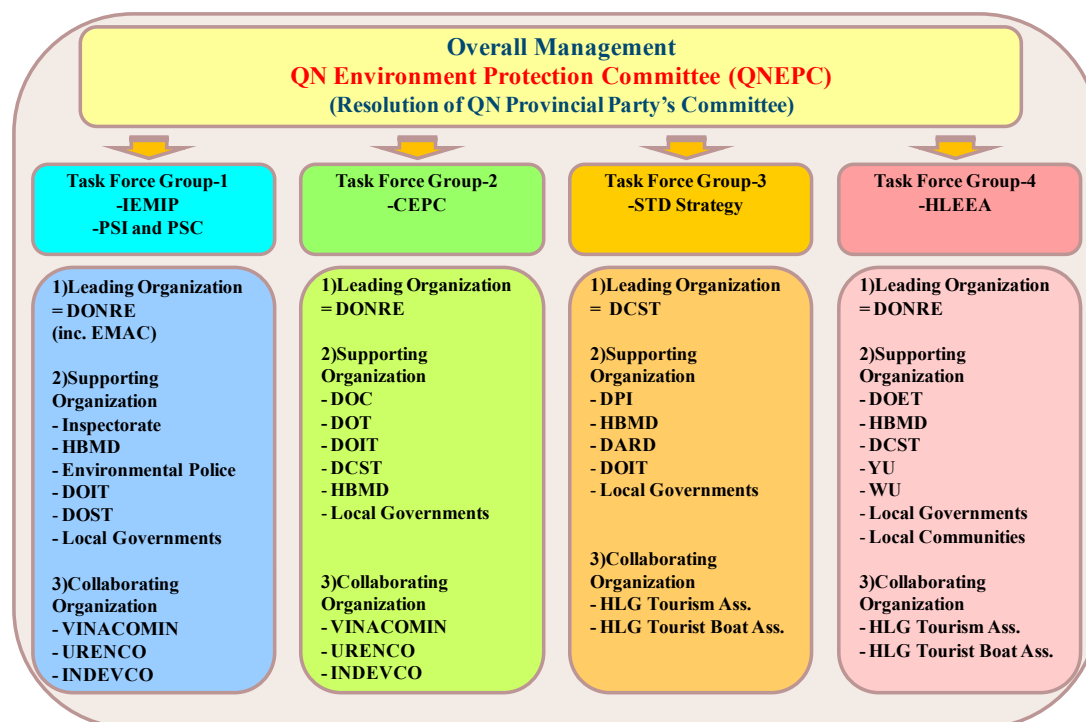 Overall Management
QN Environment Protection Committee (QNEPC)
(Resolution of QN Provincial Party's Committee)
Task Force Group-1
-IEMIP
-PSI and PSC
Task Force Group-2
-CEPC
Task Force Group-3
-STD Strategy
Task Force Group-4
-HLEEA
1)Leading Organization
= DONRE
(inc. EMAC)
2)Supporting
Organization
- Inspectorate
- HBMD
- Environmental Police
- DOIT
- DOST
- Local Governments
3)Collaborating
Organization
- VINACOMIN
- URENCO
- INDEVCO
1)Leading Organization
= DONRE
2)Supporting
Organization
- DOC
- DOT
- DOIT
- DCST
- HBMD
- Local Governments
3)Collaborating
Organization
- VINACOMIN
- URENCO
- INDEVCO
1)Leading Organization
= DCST
2)Supporting
Organization
- DPI
- HBMD
- DARD
- DOIT
- Local Governments
3)Collaborating
Organization
- HLG Tourism Ass.
- HLG Tourist Boat Ass.
1)Leading Organization
= DONRE
2)Supporting
Organization
- DOET
- HBMD
- DCST
- YU
- WU
- Local Governments
- Local Communities
3)Collaborating
Organization
- HLG Tourism Ass.
- HLG Tourist Boat Ass.